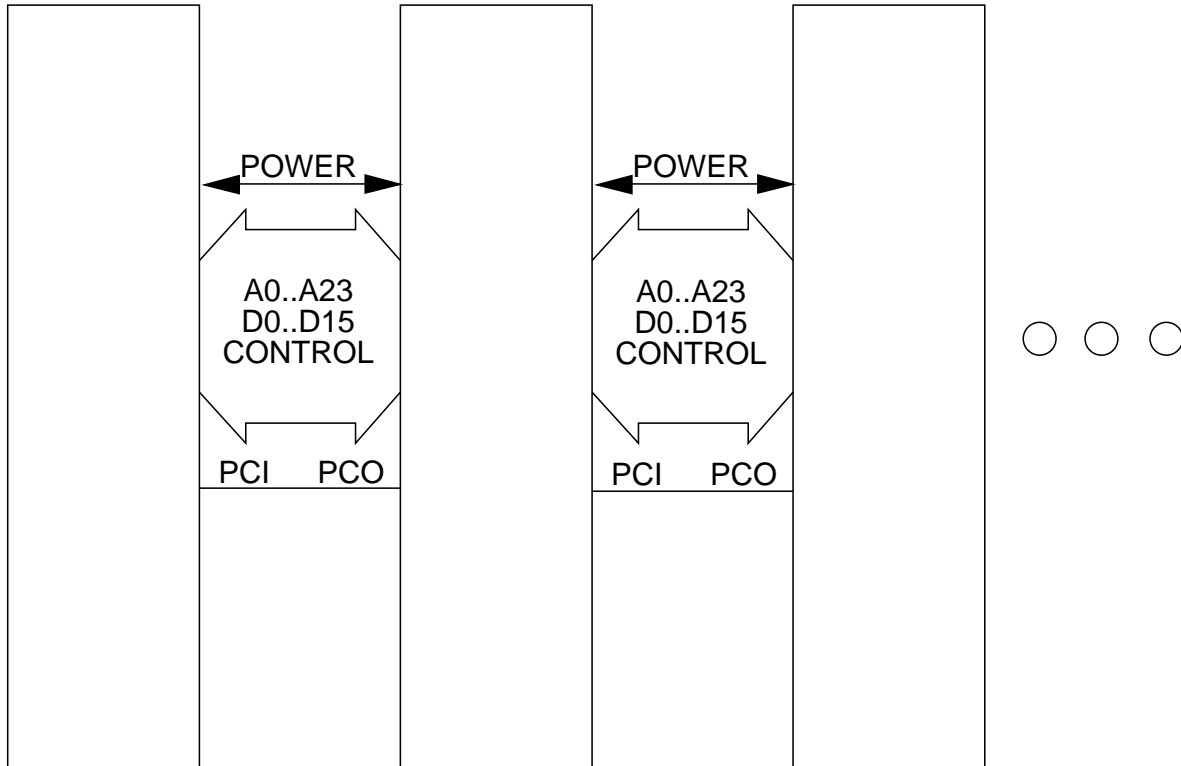 POWER
A0..A23
D0..D15
CONTROL
PCI PCO
POWER
A0..A23
D0..D15
CONTROL
PCI PCO